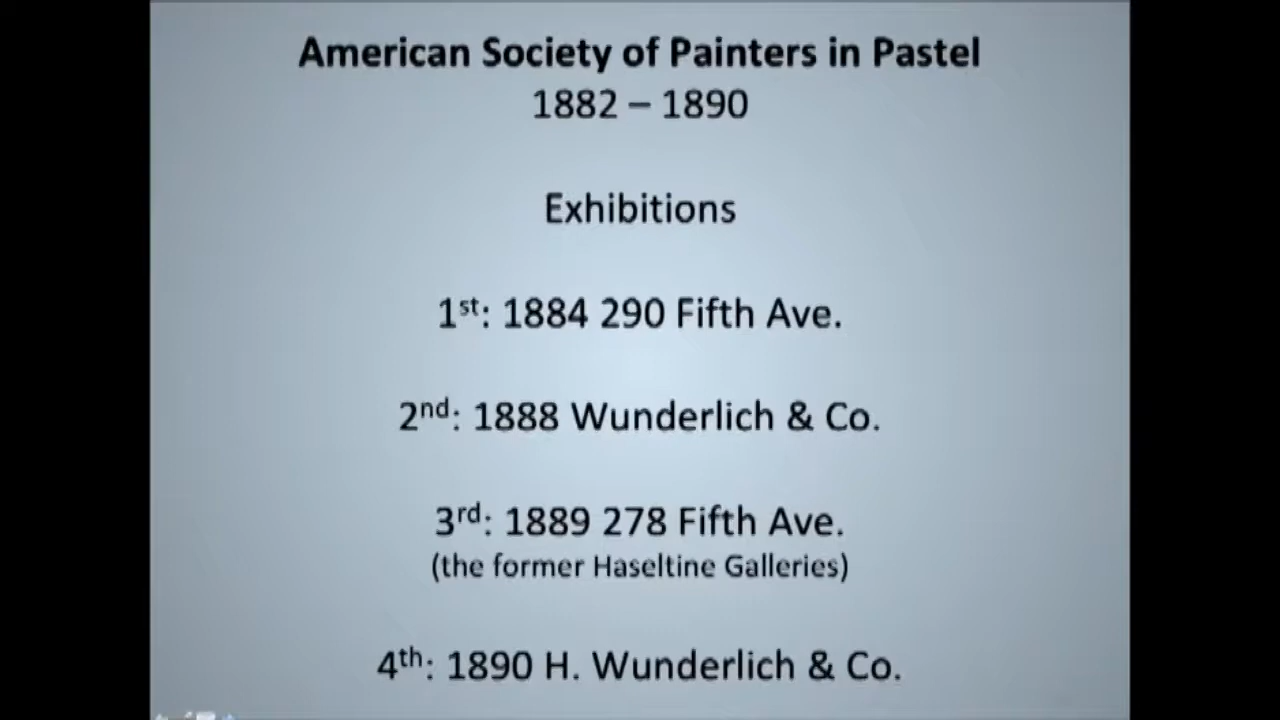 American Society of Painters in Pastel
1882 – 1890
Exhibitions
1st: 1884 290 Fifth Ave.
2nd: 1888 Wunderlich & Co.
3rd: 1889 278 Fifth Ave.
(the former Haseltine Galleries)
4th: 1890 H. Wunderlich & Co.